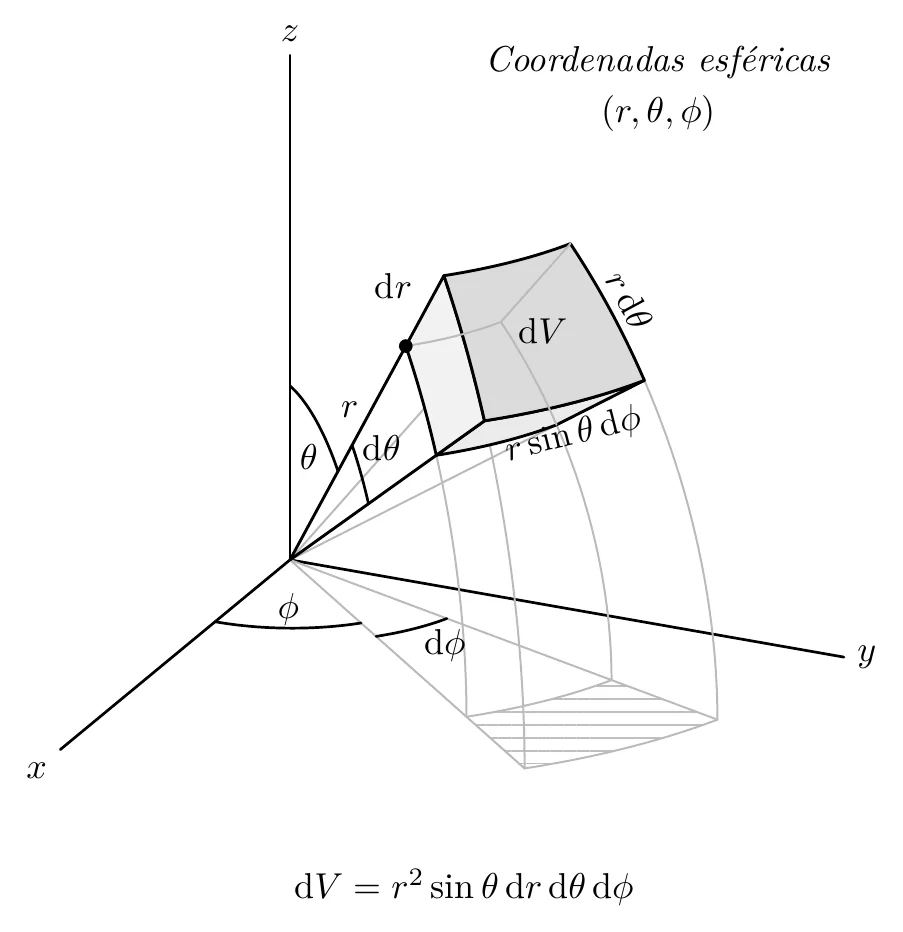 z
Coordenadas esféricas
(r, θ, ϕ)
dr
r dθ
dV
r
θ
dθ
r sin θ dϕ
ϕ
dϕ
y
x
dV = r² sin θ dr dθ dϕ